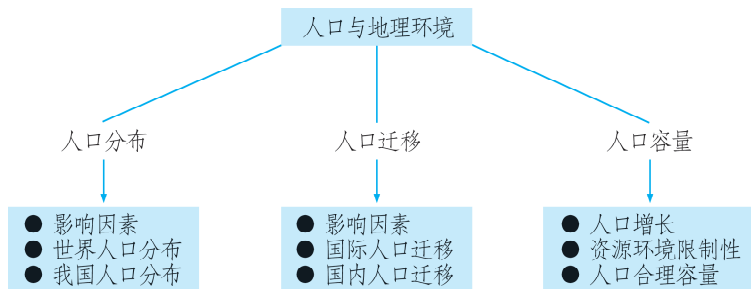 人口与地理环境
人口分布
人口迁移
人口容量
● 影响因素
● 世界人口分布
● 我国人口分布
● 影响因素
● 国际人口迁移
● 国内人口迁移
● 人口增长
● 资源环境限制性
● 人口合理容量